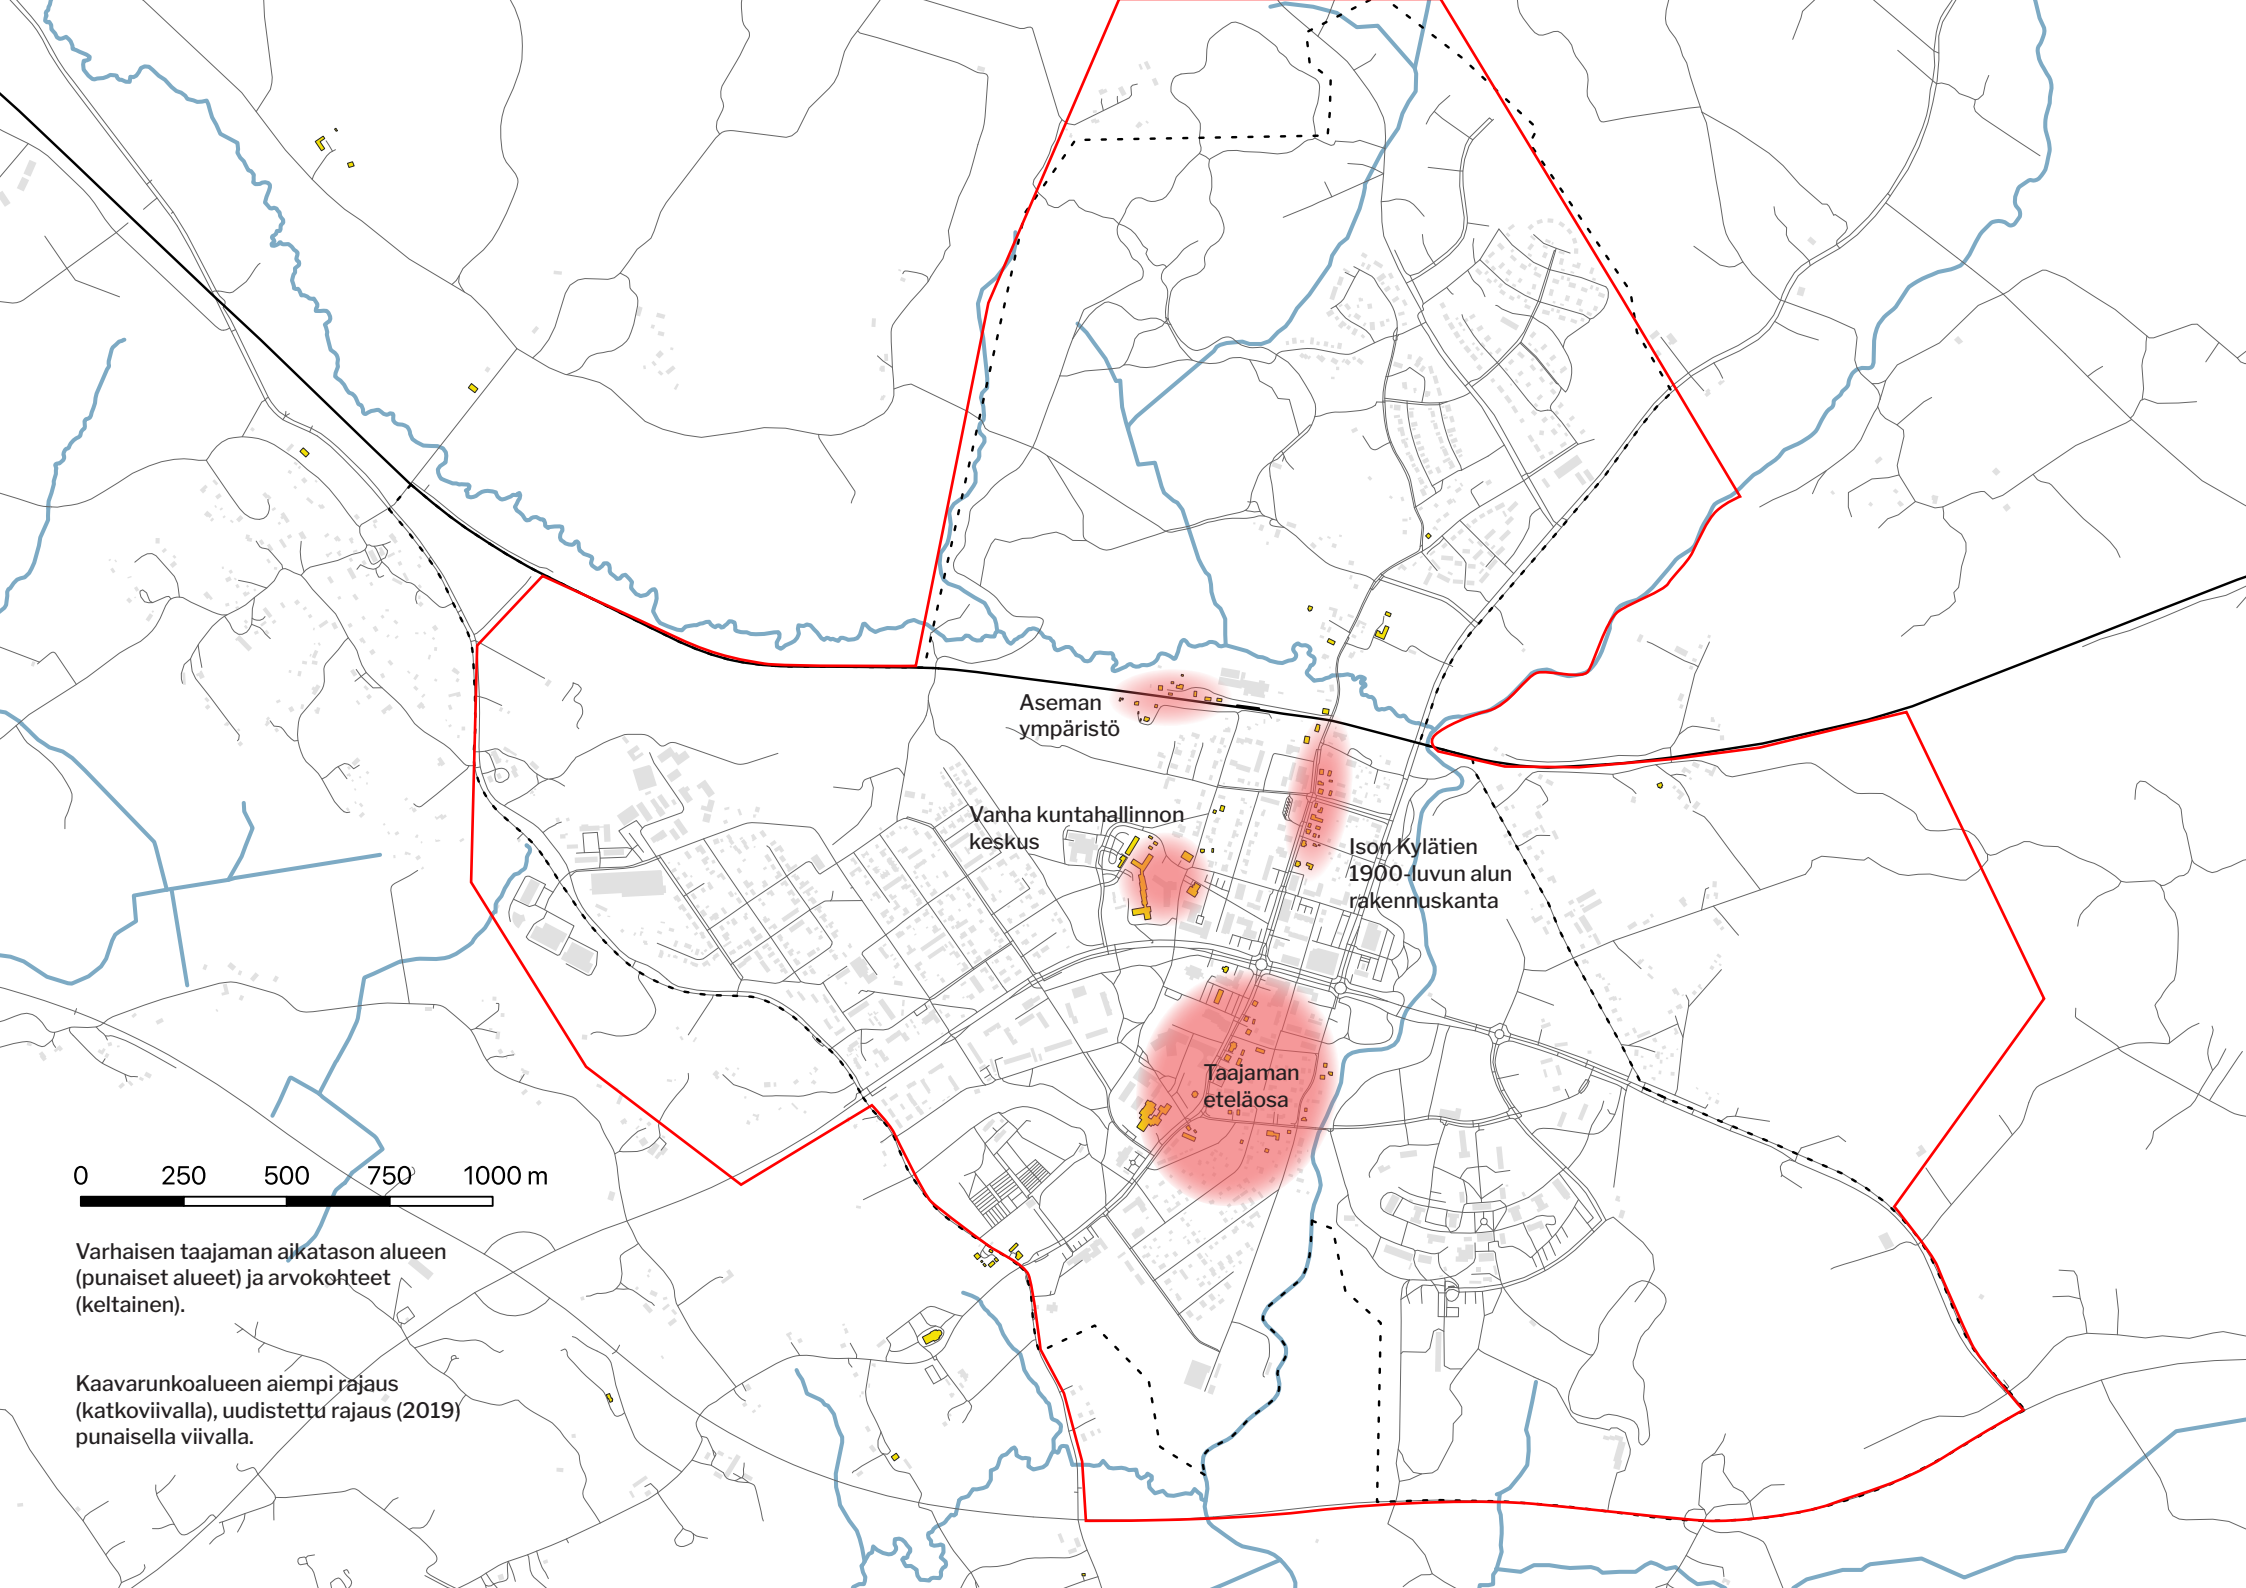 Aseman
ympäristö
Vanha kuntahallinnon
keskus
Ison Kylätien
1900-luvun alun
rakennuskanta
Taajaman
eteläosa
0 250 500 750 1000 m
Varhaisen taajaman aikatason alueen
(punaiset alueet) ja arvokohteet
(keltainen).
Kaavarunkoalueen aiempi rajaus
(katkoviivalla), uudistettu rajaus (2019)
punaisella viivalla.